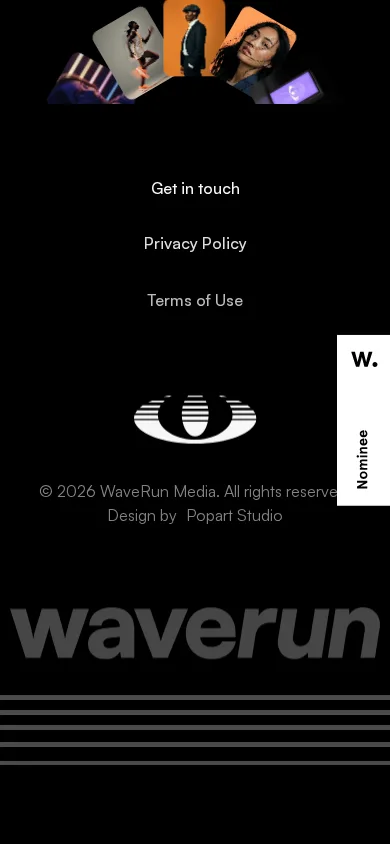 Get in touch
Privacy Policy
Terms of Use
W.
Nominee
© 2026 WaveRun Media. All rights reserve
Design by Popart Studio
waverun